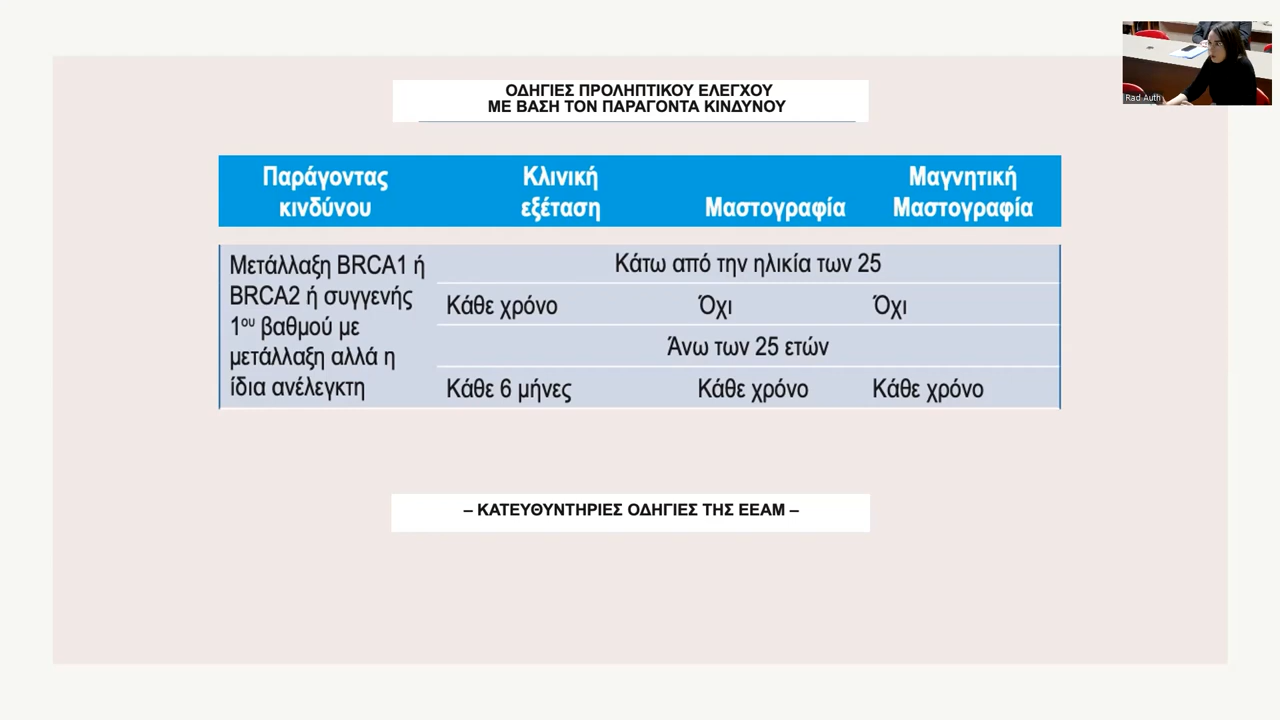 ΟΔΗΓΙΕΣ ΠΡΟΛΗΠΤΙΚΟΥ ΕΛΕΓΧΟΥ
ΜΕ ΒΑΣΗ ΤΟΝ ΠΑΡΑΓΟΝΤΑ ΚΙΝΔΥΝΟΥ
Rad Auth
Παράγοντας κινδύνου
Κλινική εξέταση
Μαστογραφία
Μαγνητική Μαστογραφία
Μετάλλαξη BRCA1 ή
BRCA2 ή συγγενής
1ου βαθμού με
μετάλλαξη αλλά η
ίδια ανέλεγκτη
Κάτω από την ηλικία των 25
Κάθε χρόνο Όχι Όχι
Άνω των 25 ετών
Κάθε 6 μήνες Κάθε χρόνο Κάθε χρόνο
– ΚΑΤΕΥΘΥΝΤΗΡΙΕΣ ΟΔΗΓΙΕΣ ΤΗΣ ΕΕΑΜ –